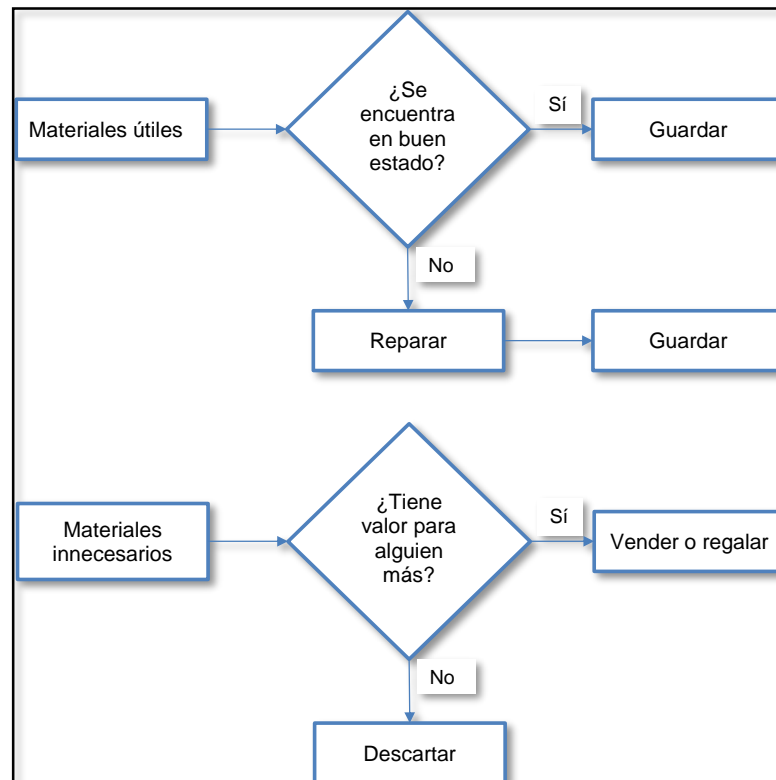 Materiales útiles
¿Se
encuentra
en buen
estado?
Sí
Guardar
No
Reparar
Guardar
Materiales
innecesarios
¿Tiene
valor para
alguien
más?
Sí
Vender o regalar
No
Descartar